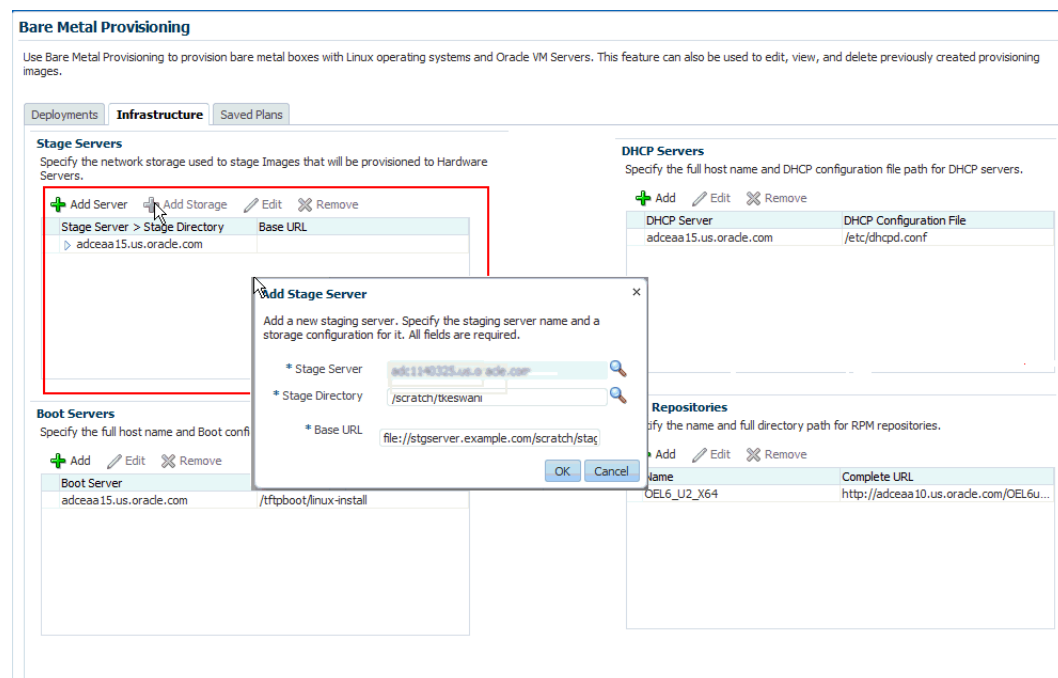 Bare Metal Provisioning
Use Bare Metal Provisioning to provision bare metal boxes with Linux operating systems and Oracle VM Servers. This feature can also be used to edit, view, and delete previously created provisioning
images.
Deployments Infrastructure Saved Plans
Stage Servers
Specify the network storage used to stage Images that will be provisioned to Hardware
Servers.
Add Server Add Storage Edit Remove
Stage Server > Stage Directory Base URL
adceaa15.us.oracle.com
DHCP Servers
Specify the full host name and DHCP configuration file path for DHCP servers.
Add Edit Remove
DHCP Server DHCP Configuration File
adceaa15.us.oracle.com /etc/dhcpd.conf
Add Stage Server
Add a new staging server. Specify the staging server name and a
storage configuration for it. All fields are required.
* Stage Server adc1140325.us.oracle.com
* Stage Directory /scratch/tkeswani
* Base URL file://stgserver.example.com/scratch/stag
OK Cancel
Boot Servers
Specify the full host name and Boot confi
Add Edit Remove
Boot Server
adceaa15.us.oracle.com /tftpboot/linux-install
Repositories
ify the name and full directory path for RPM repositories.
Add Edit Remove
Name Complete URL
OEL6_U2_X64 http://adceaa10.us.oracle.com/OEL6u...